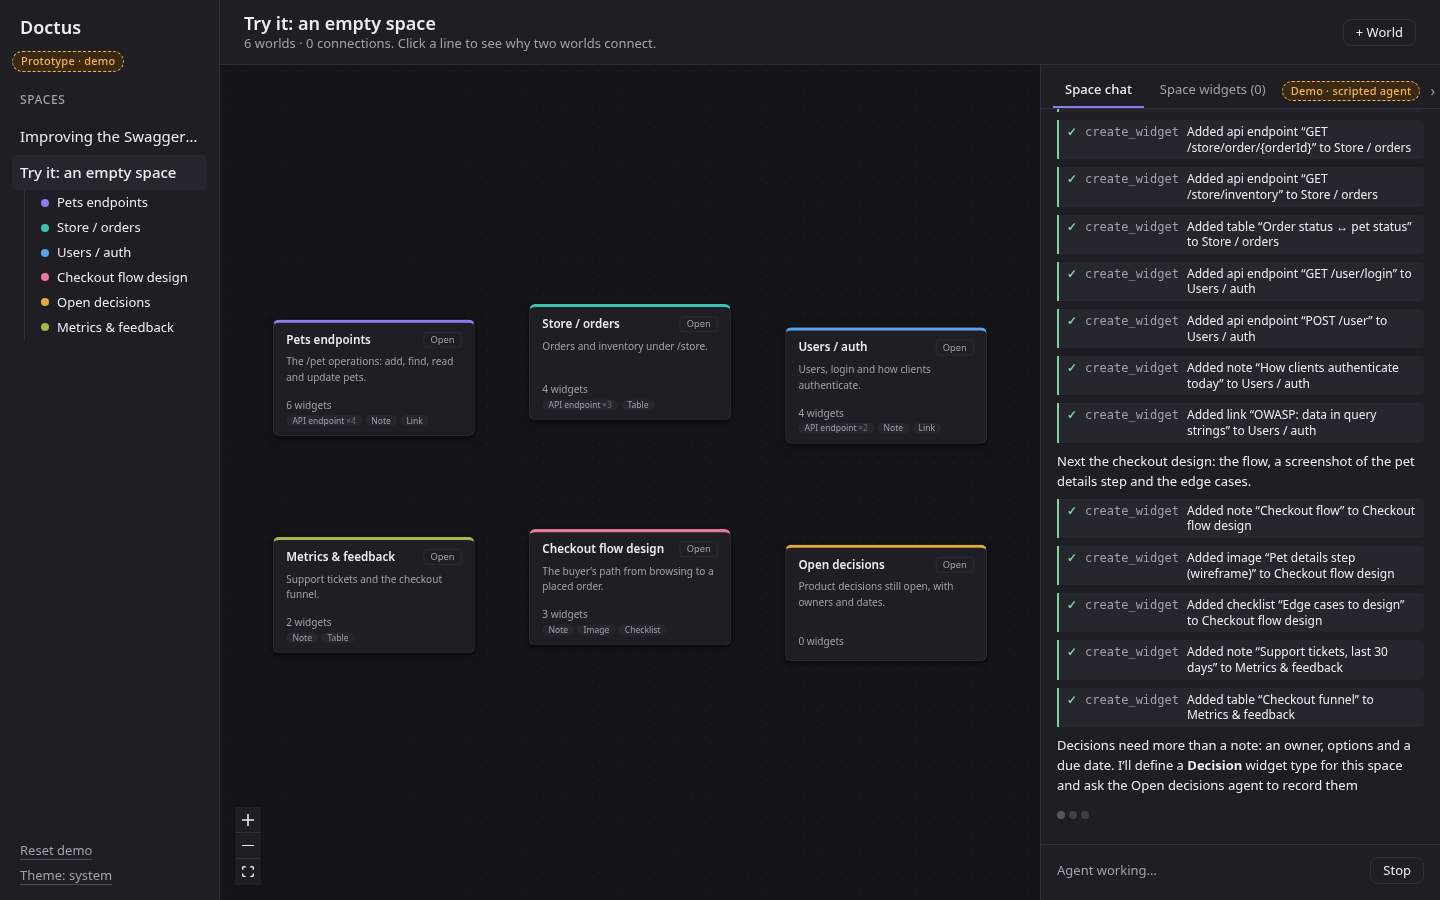 Doctus
Prototype · demo
SPACES
Improving the Swagger...
Try it: an empty space
Pets endpoints
Store / orders
Users / auth
Checkout flow design
Open decisions
Metrics & feedback
Reset demo
Theme: system
Try it: an empty space
6 worlds · 0 connections. Click a line to see why two worlds connect.
+ World
Pets endpoints
Open
The /pet operations: add, find, read
and update pets.
6 widgets
API endpoint ×4 Note Link
Store / orders
Open
Orders and inventory under /store.
4 widgets
API endpoint ×3 Table
Users / auth
Open
Users, login and how clients
authenticate.
4 widgets
API endpoint ×2 Note Link
Metrics & feedback
Open
Support tickets and the checkout
funnel.
2 widgets
Note Table
Checkout flow design
Open
The buyer's path from browsing to a
placed order.
3 widgets
Note Image Checklist
Open decisions
Open
Product decisions still open, with
owners and dates.
0 widgets
Space chat
Space widgets (0)
Demo · scripted agent
›
✓ create_widget Added api endpoint “GET
/store/order/{orderId}” to Store / orders
✓ create_widget Added api endpoint “GET
/store/inventory” to Store / orders
✓ create_widget Added table “Order status ↔ pet status”
to Store / orders
✓ create_widget Added api endpoint “GET /user/login” to
Users / auth
✓ create_widget Added api endpoint “POST /user” to
Users / auth
✓ create_widget Added note “How clients authenticate
today” to Users / auth
✓ create_widget Added link “OWASP: data in query
strings” to Users / auth
Next the checkout design: the flow, a screenshot of the pet
details step and the edge cases.
✓ create_widget Added note “Checkout flow” to Checkout
flow design
✓ create_widget Added image “Pet details step
(wireframe)” to Checkout flow design
✓ create_widget Added checklist “Edge cases to design”
to Checkout flow design
✓ create_widget Added note “Support tickets, last 30
days” to Metrics & feedback
✓ create_widget Added table “Checkout funnel” to
Metrics & feedback
Decisions need more than a note: an owner, options and a
due date. I’ll define a Decision widget type for this space
and ask the Open decisions agent to record them
Agent working...
Stop